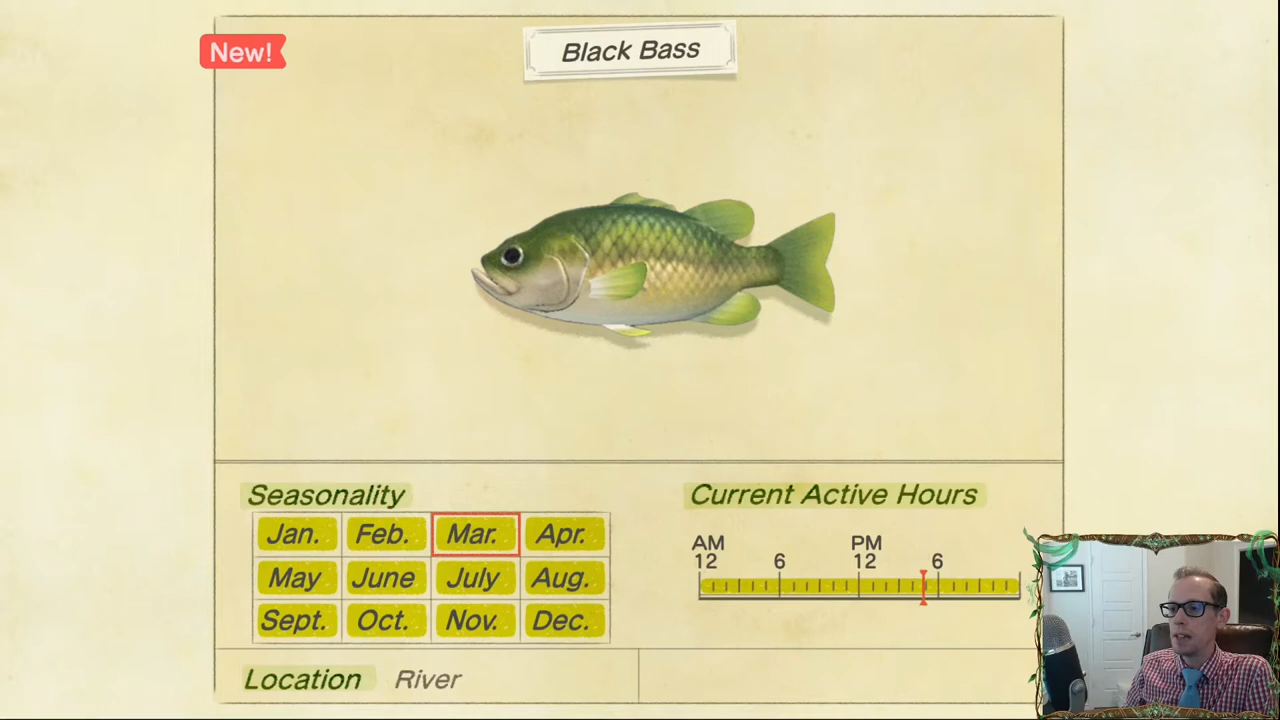 New!
Black Bass
Seasonality
Jan. Feb. Mar. Apr.
May June July Aug.
Sept. Oct. Nov. Dec.
Current Active Hours
AM PM
12 6 12 6
Location River